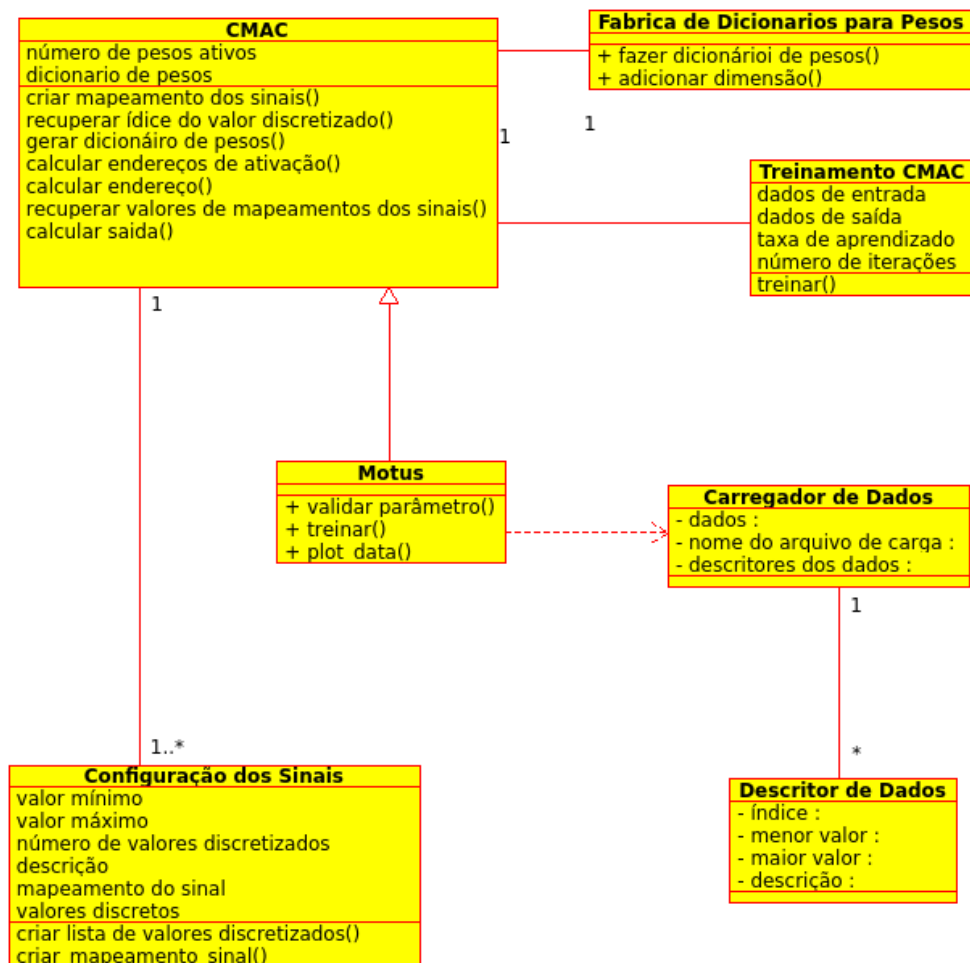 CMAC
número de pesos ativos
dicionario de pesos
criar mapeamento dos sinais()
recuperar ídice do valor discretizado()
gerar dicionáiro de pesos()
calcular endereços de ativação()
calcular endereço()
recuperar valores de mapeamentos dos sinais()
calcular saida()
Fabrica de Dicionarios para Pesos
+ fazer dicionárioi de pesos()
+ adicionar dimensão()
1
1
Treinamento CMAC
dados de entrada
dados de saída
taxa de aprendizado
número de iterações
treinar()
1
Motus
+ validar parâmetro()
+ treinar()
+ plot_data()
Carregador de Dados
- dados :
- nome do arquivo de carga :
- descritores dos dados :
1
1..*
*
Configuração dos Sinais
valor mínimo
valor máximo
número de valores discretizados
descrição
mapeamento do sinal
valores discretos
criar lista de valores discretizados()
criar_mapeamento_sinal()
Descritor de Dados
- índice :
- menor valor :
- maior valor :
- descrição :